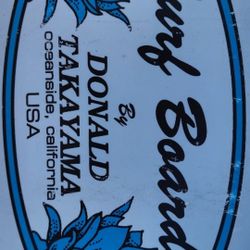 urf Board
By
DONALD
TAKAYAMA
oceanside, california
USA